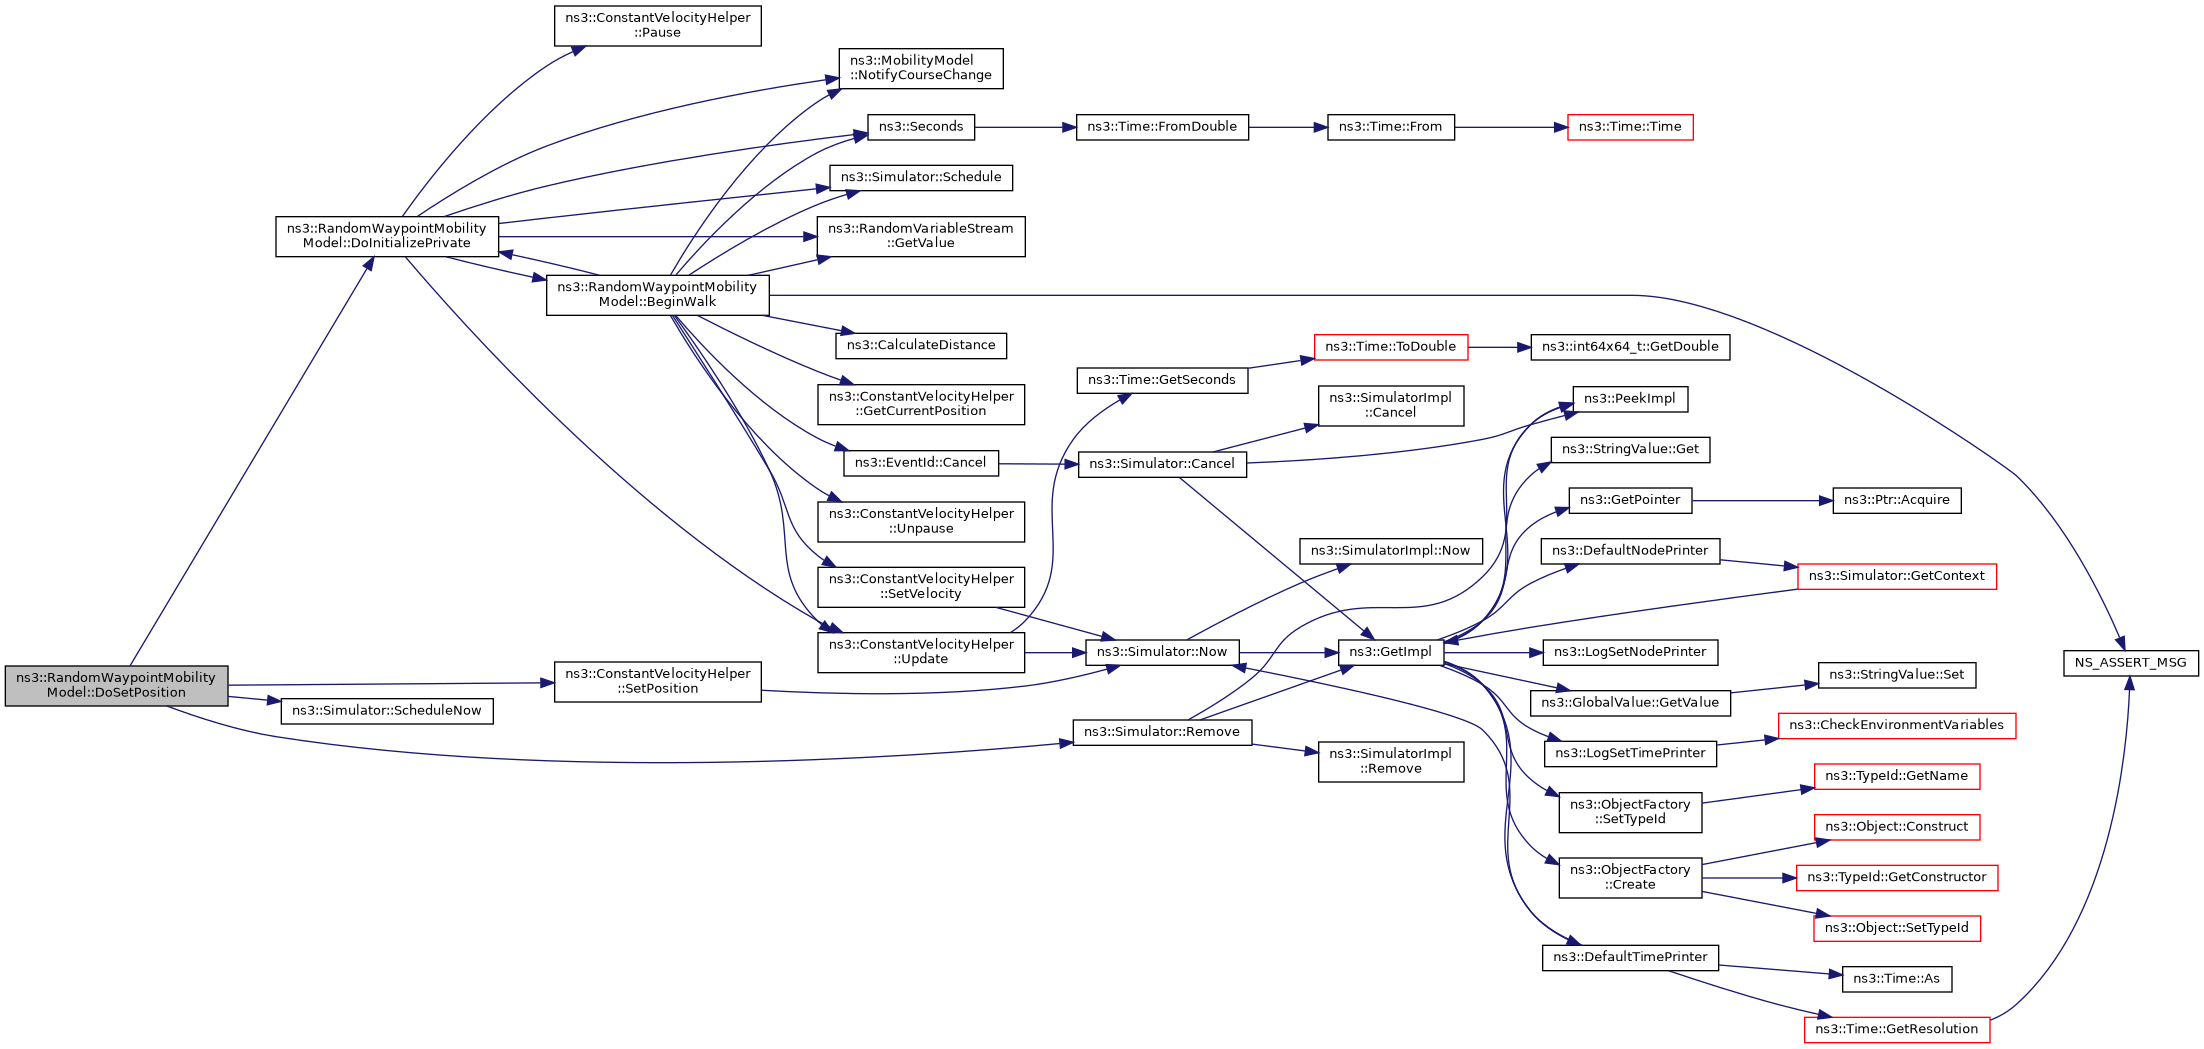 ns3::ConstantVelocityHelper
::Pause
ns3::MobilityModel
::NotifyCourseChange
ns3::Seconds
ns3::Time::FromDouble
ns3::Time::From
ns3::Time::Time
ns3::Simulator::Schedule
ns3::RandomWaypointMobility
Model::DoInitializePrivate
ns3::RandomVariableStream
::GetValue
ns3::RandomWaypointMobility
Model::BeginWalk
ns3::CalculateDistance
ns3::Time::ToDouble
ns3::int64x64_t::GetDouble
ns3::Time::GetSeconds
ns3::ConstantVelocityHelper
::GetCurrentPosition
ns3::SimulatorImpl
::Cancel
ns3::PeekImpl
ns3::StringValue::Get
ns3::EventId::Cancel
ns3::Simulator::Cancel
ns3::GetPointer
ns3::Ptr::Acquire
ns3::ConstantVelocityHelper
::Unpause
ns3::SimulatorImpl::Now
ns3::DefaultNodePrinter
ns3::Simulator::GetContext
ns3::ConstantVelocityHelper
::SetVelocity
ns3::ConstantVelocityHelper
::Update
ns3::Simulator::Now
ns3::GetImpl
ns3::LogSetNodePrinter
NS_ASSERT_MSG
ns3::RandomWaypointMobility
Model::DoSetPosition
ns3::ConstantVelocityHelper
::SetPosition
ns3::StringValue::Set
ns3::GlobalValue::GetValue
ns3::Simulator::ScheduleNow
ns3::Simulator::Remove
ns3::CheckEnvironmentVariables
ns3::LogSetTimePrinter
ns3::SimulatorImpl
::Remove
ns3::TypeId::GetName
ns3::ObjectFactory
::SetTypeId
ns3::Object::Construct
ns3::ObjectFactory
::Create
ns3::TypeId::GetConstructor
ns3::Object::SetTypeId
ns3::DefaultTimePrinter
ns3::Time::As
ns3::Time::GetResolution